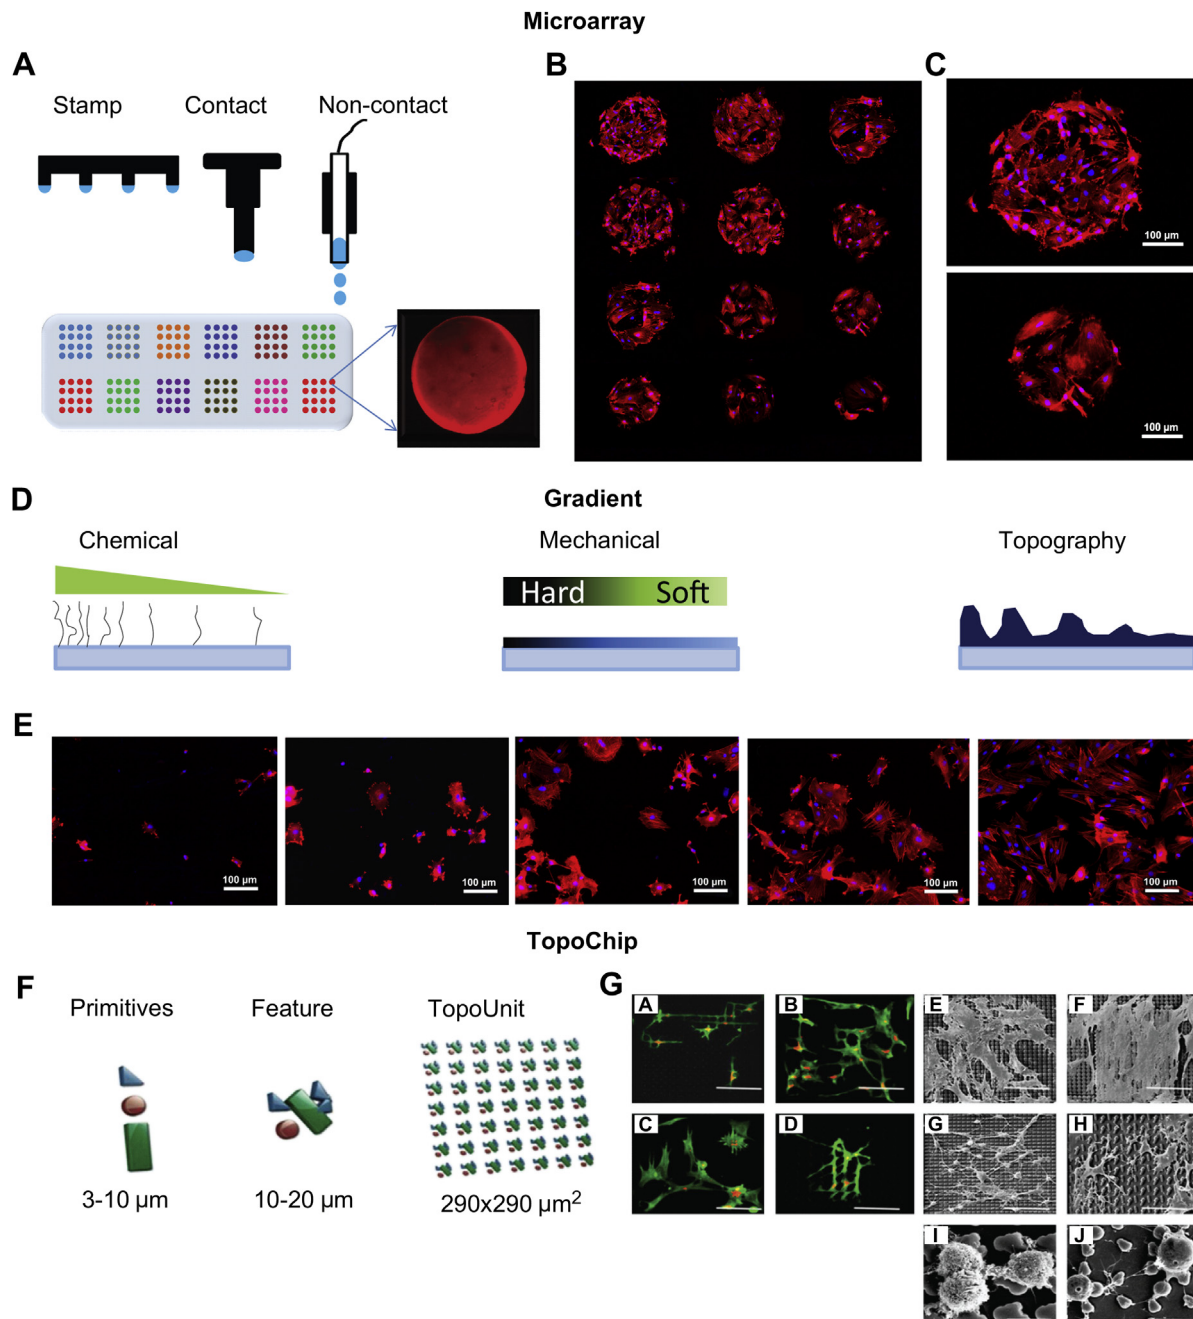 Microarray
A
B
C
Stamp
Contact
Non-contact
100 µm
100 µm
D
Gradient
Chemical
Mechanical
Topography
Hard
Soft
E
100 µm
100 µm
100 µm
100 µm
100 µm
TopoChip
F
G
Primitives
Feature
TopoUnit
3-10 µm
10-20 µm
290x290 µm²
A
B
E
F
C
D
G
H
I
J